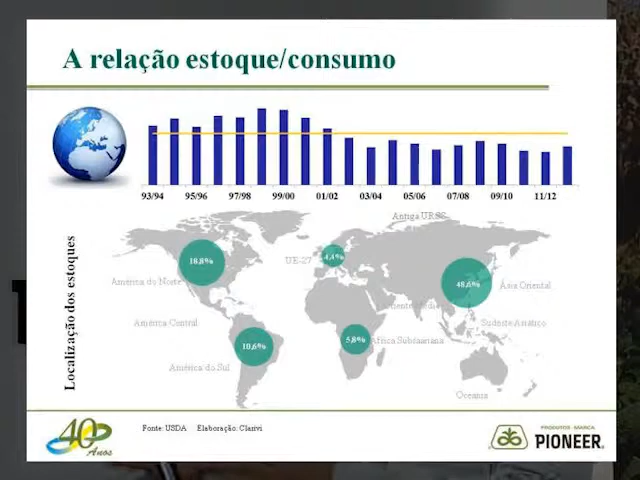 A relação estoque/consumo
93/94 95/96 97/98 99/00 01/02 03/04 05/06 07/08 09/10 11/12
Localização dos estoques
Antiga URSS
18,8%
UE-27
4,4%
América do Norte
48,6%
Ásia Oriental
América Central
Sudeste Asiático
10,6%
5,8%
África Subsaariana
América do Sul
Oceania
Fonte: USDA Elaboração: Clarivi
40 Anos
PRODUTOS - MARCA
PIONEER